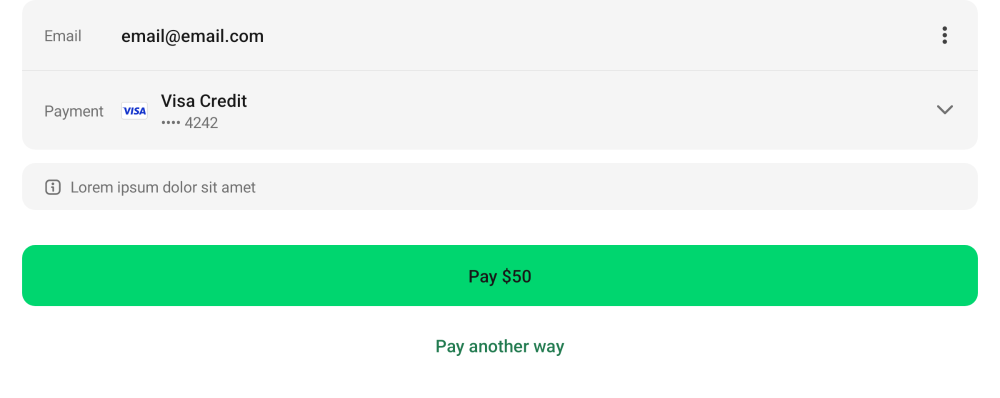 Email email@email.com
Payment VISA Visa Credit
•••• 4242
Lorem ipsum dolor sit amet
Pay $50
Pay another way